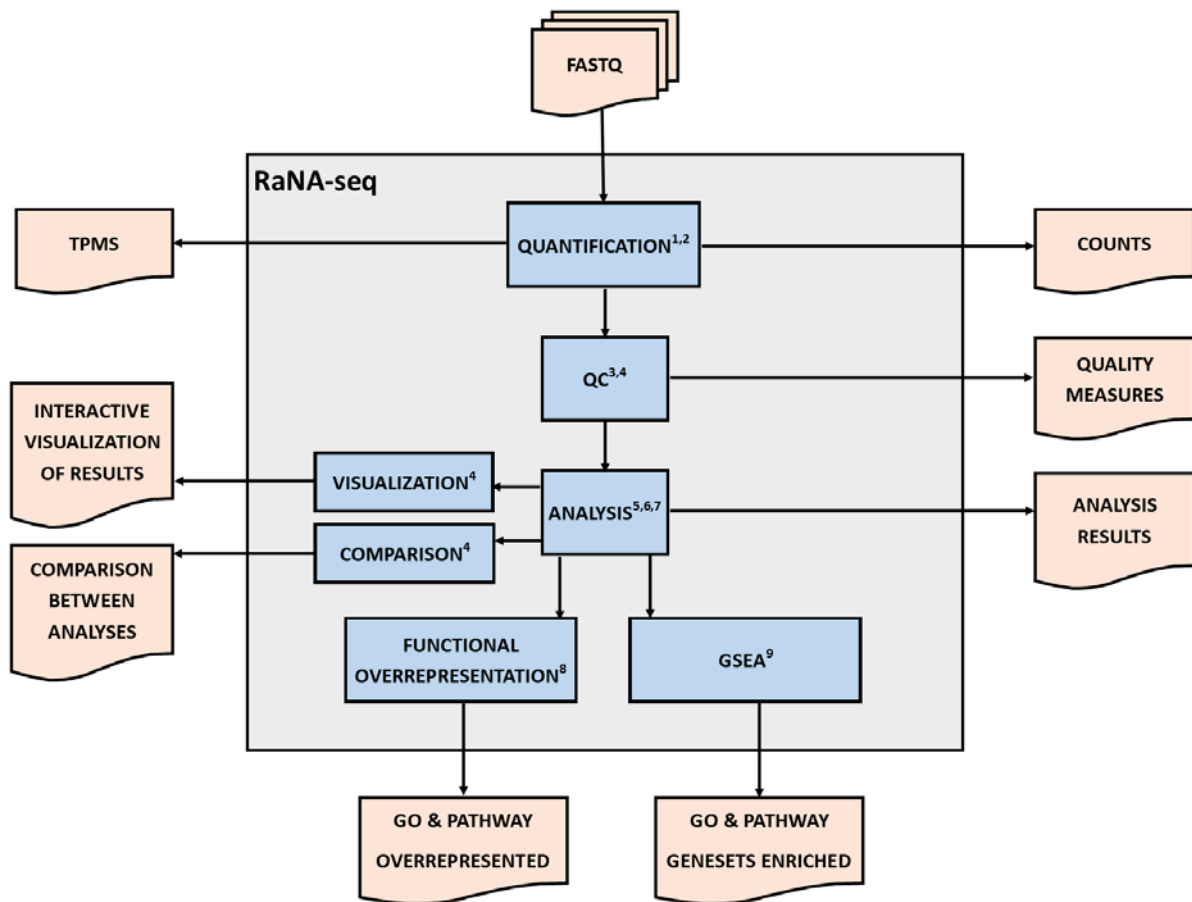 FASTQ
RaNA-seq
TPMS
QUANTIFICATION1,2
COUNTS
QC3,4
QUALITY
MEASURES
INTERACTIVE
VISUALIZATION
OF RESULTS
VISUALIZATION4
ANALYSIS5,6,7
ANALYSIS
RESULTS
COMPARISON4
COMPARISON
BETWEEN
ANALYSES
FUNCTIONAL
OVERREPRESENTATION8
GSEA9
GO & PATHWAY
OVERREPRESENTED
GO & PATHWAY
GENESETS ENRICHED